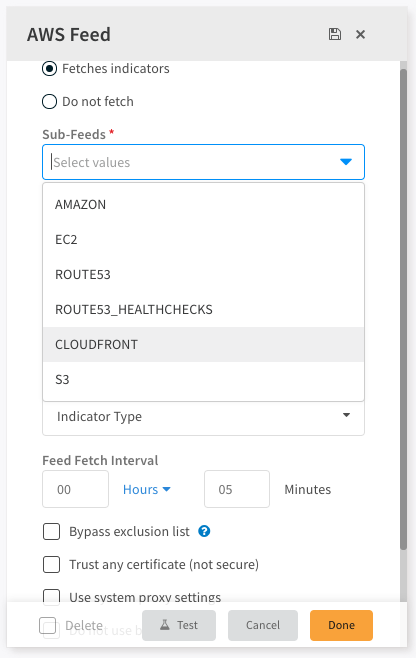 AWS Feed
Fetches indicators
Do not fetch
Sub-Feeds *
Select values
AMAZON
EC2
ROUTE53
ROUTE53_HEALTHCHECKS
CLOUDFRONT
S3
Indicator Type
Feed Fetch Interval
00 Hours 05 Minutes
Bypass exclusion list ?
Trust any certificate (not secure)
Use system proxy settings
Delete Test Cancel Done
Do not use b